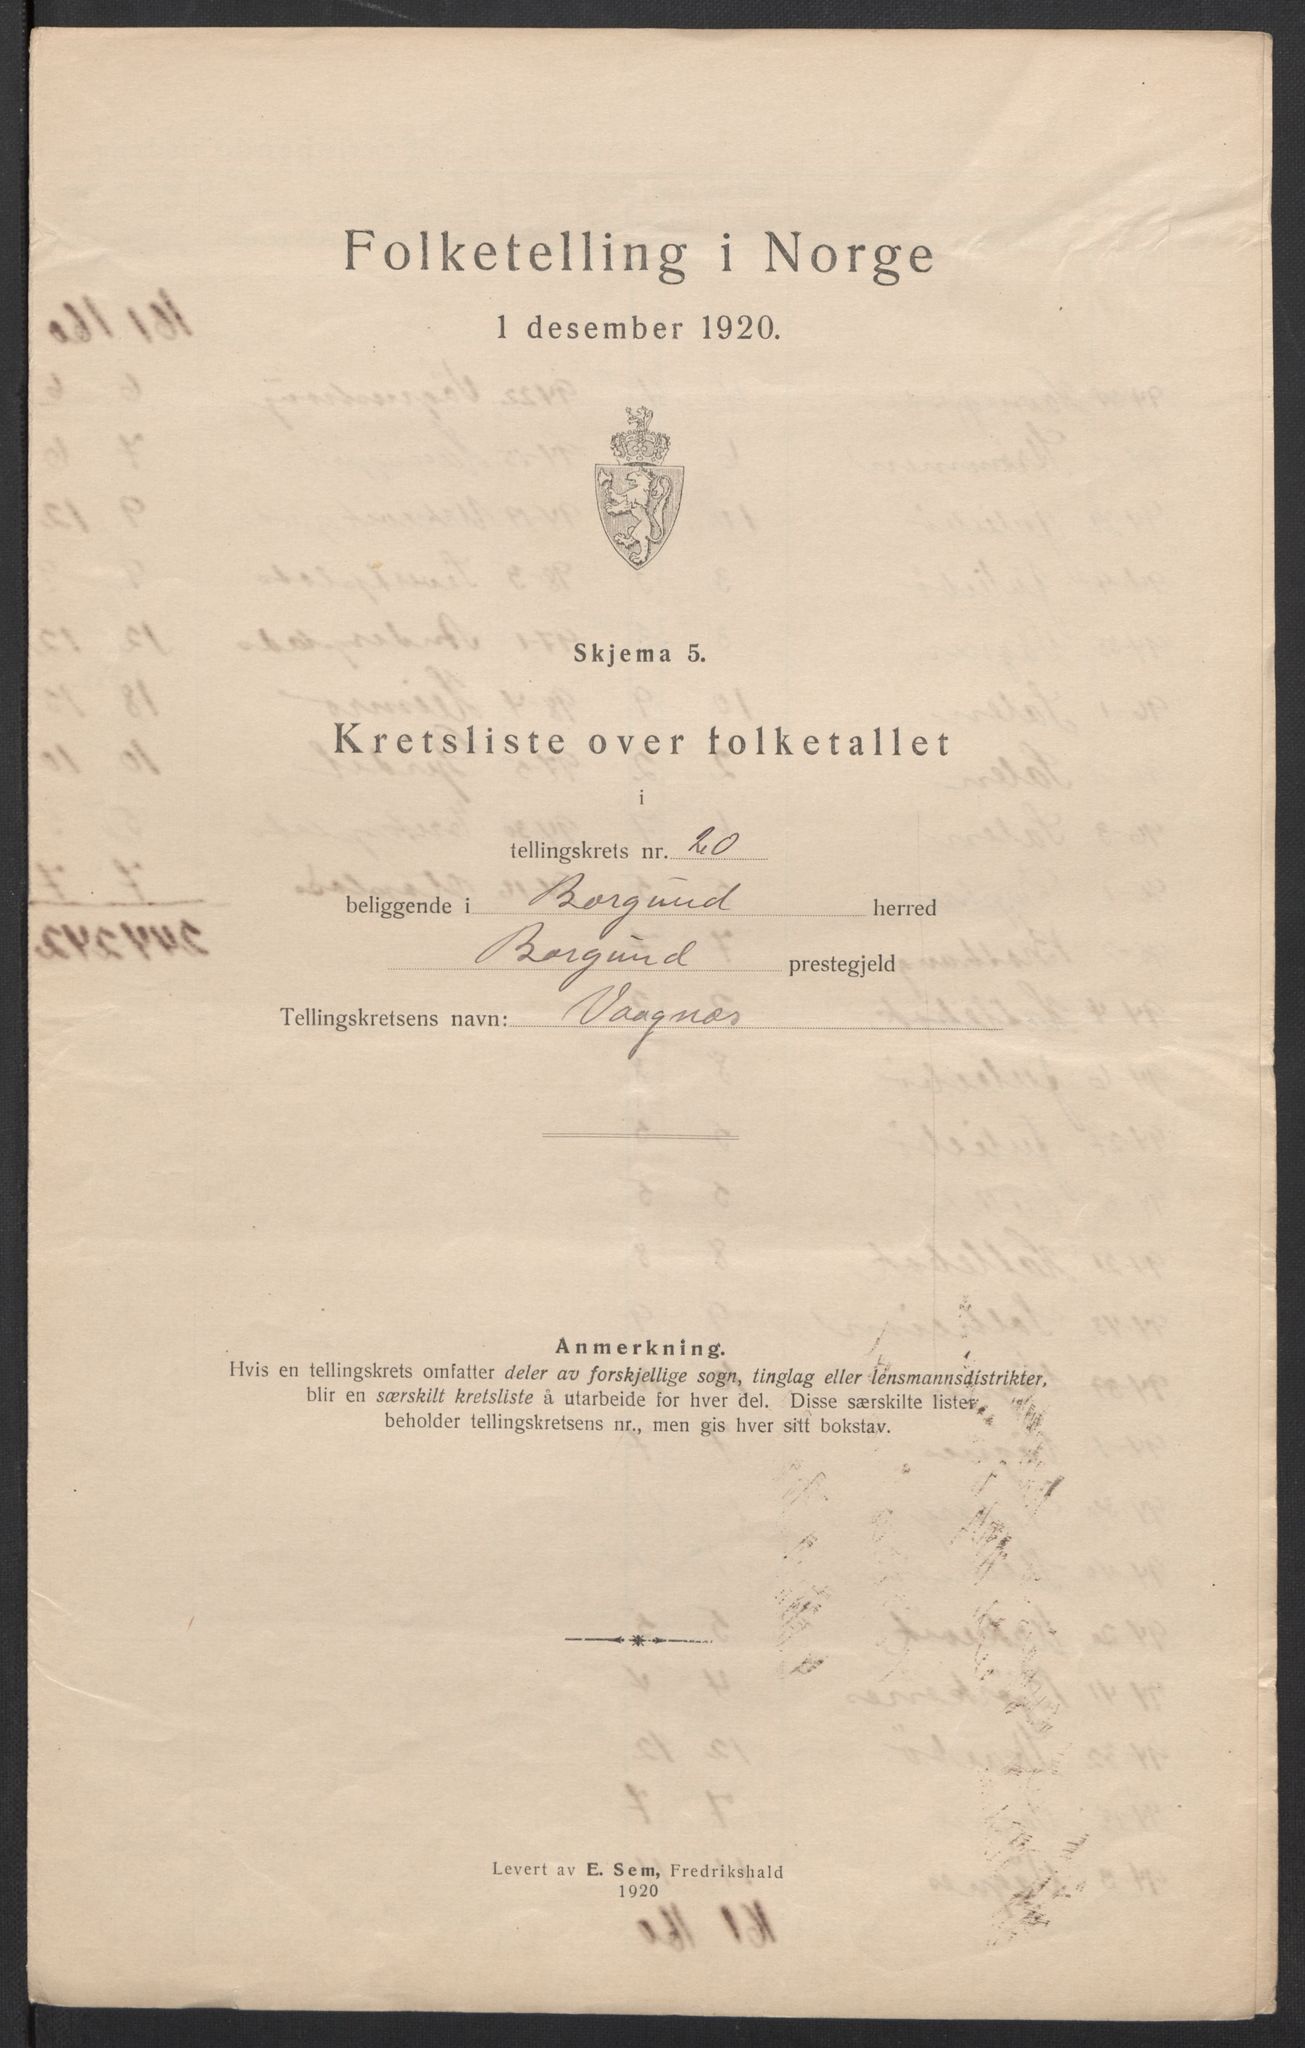 Folketelling i Norge
1 desember 1920.
Skjema 5.
Kretsliste over folketallet
i
tellingskrets nr. 20
beliggende i Borgund herred
Borgund prestegjeld
Tellingskretsens navn: Vaagnes
Anmerkning.
Hvis en tellingskrets omfatter deler av forskjellige sogn, tinglag eller lensmannsdistrikter,
blir en særskilt kretsliste å utarbeide for hver del. Disse særskilte lister
beholder tellingskretsens nr., men gis hver sitt bokstav.
Levert av E. Sem, Fredrikshald
1920